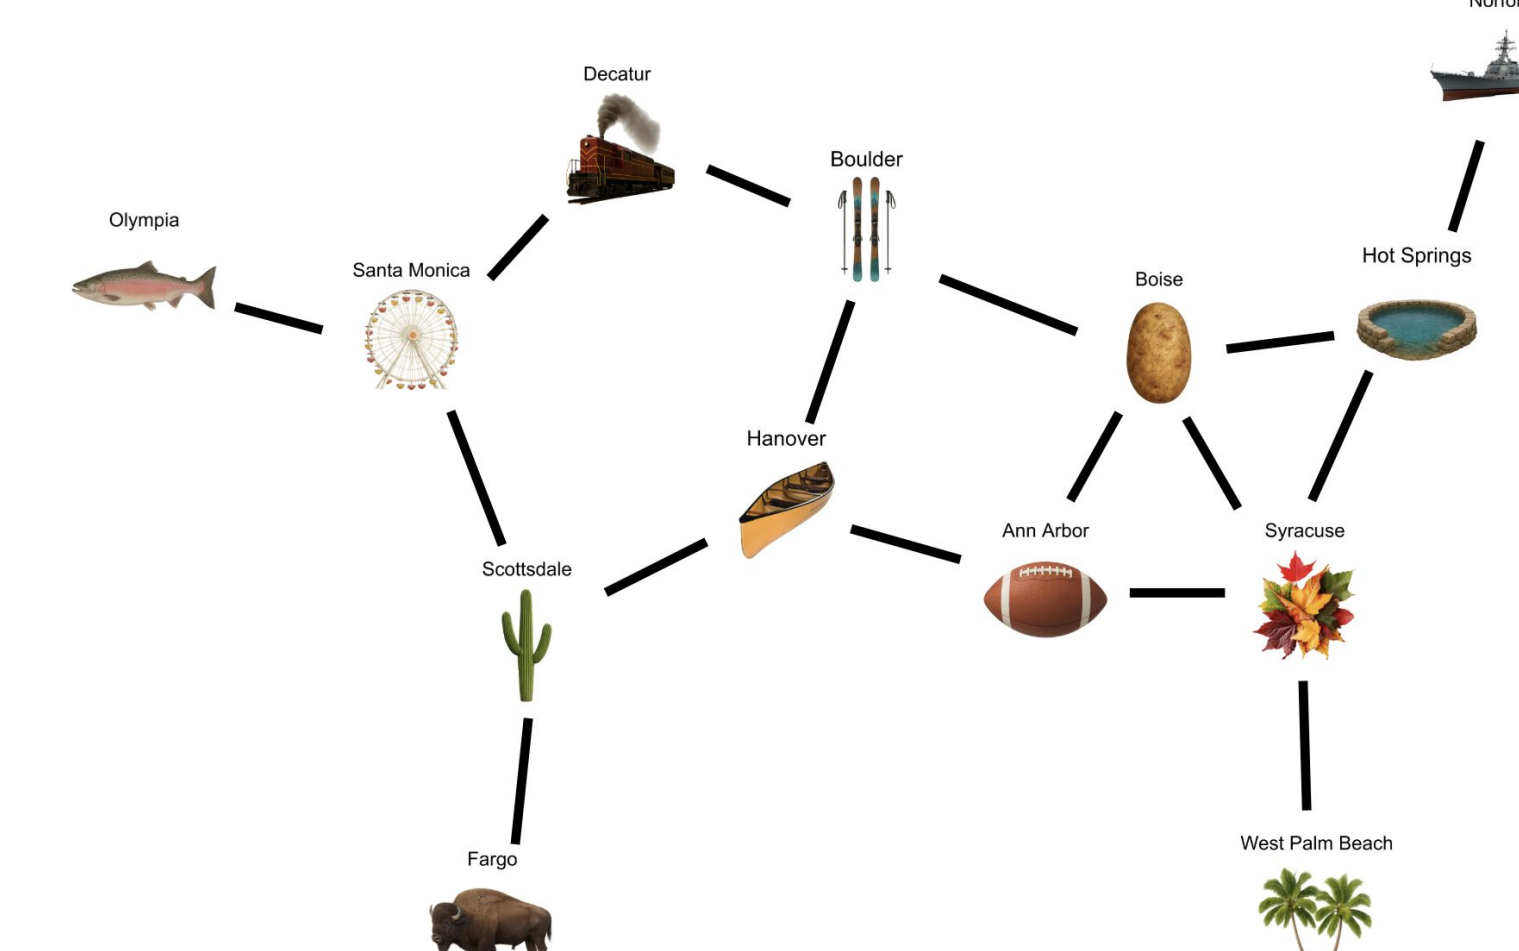 Decatur
Boulder
Olympia
Santa Monica
Hot Springs
Boise
Hanover
Ann Arbor
Syracuse
Scottsdale
West Palm Beach
Fargo